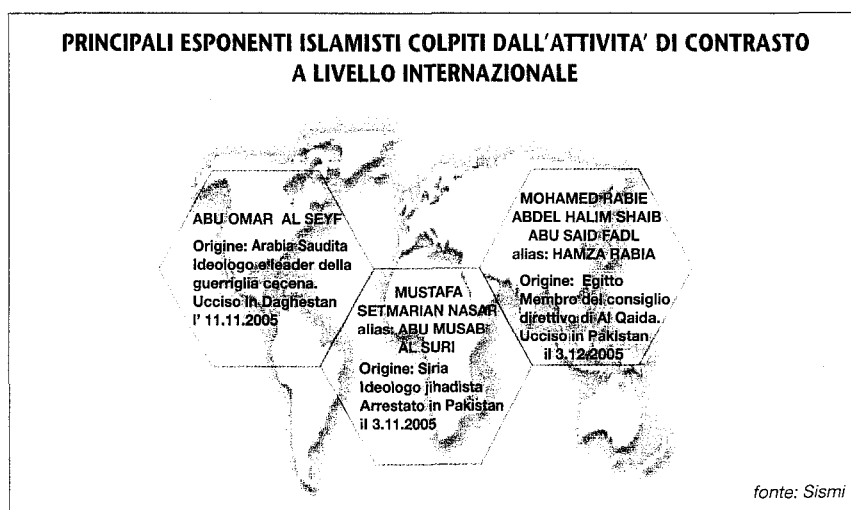 PRINCIPALI ESPONENTI ISLAMISTI COLPITI DALL'ATTIVITA' DI CONTRASTO
A LIVELLO INTERNAZIONALE
ABU OMAR AL SEYF
Origine: Arabia Saudita
Ideologo e leader della
guerriglia cecena.
Ucciso in Daghestan
l' 11.11.2005
MUSTAFA
SETMARIAN NASAR
alias: ABU MUSAB
AL SURI
Origine: Siria
Ideologo jihadista
Arrestato in Pakistan
il 3.11.2005
MOHAMED RABIE
ABDEL HALIM SHAIB
ABU SAID FADL
alias: HAMZA RABIA
Origine: Egitto
Membro del consiglio
direttivo di Al Qaida.
Ucciso in Pakistan
il 3.12.2005
fonte: Sismi